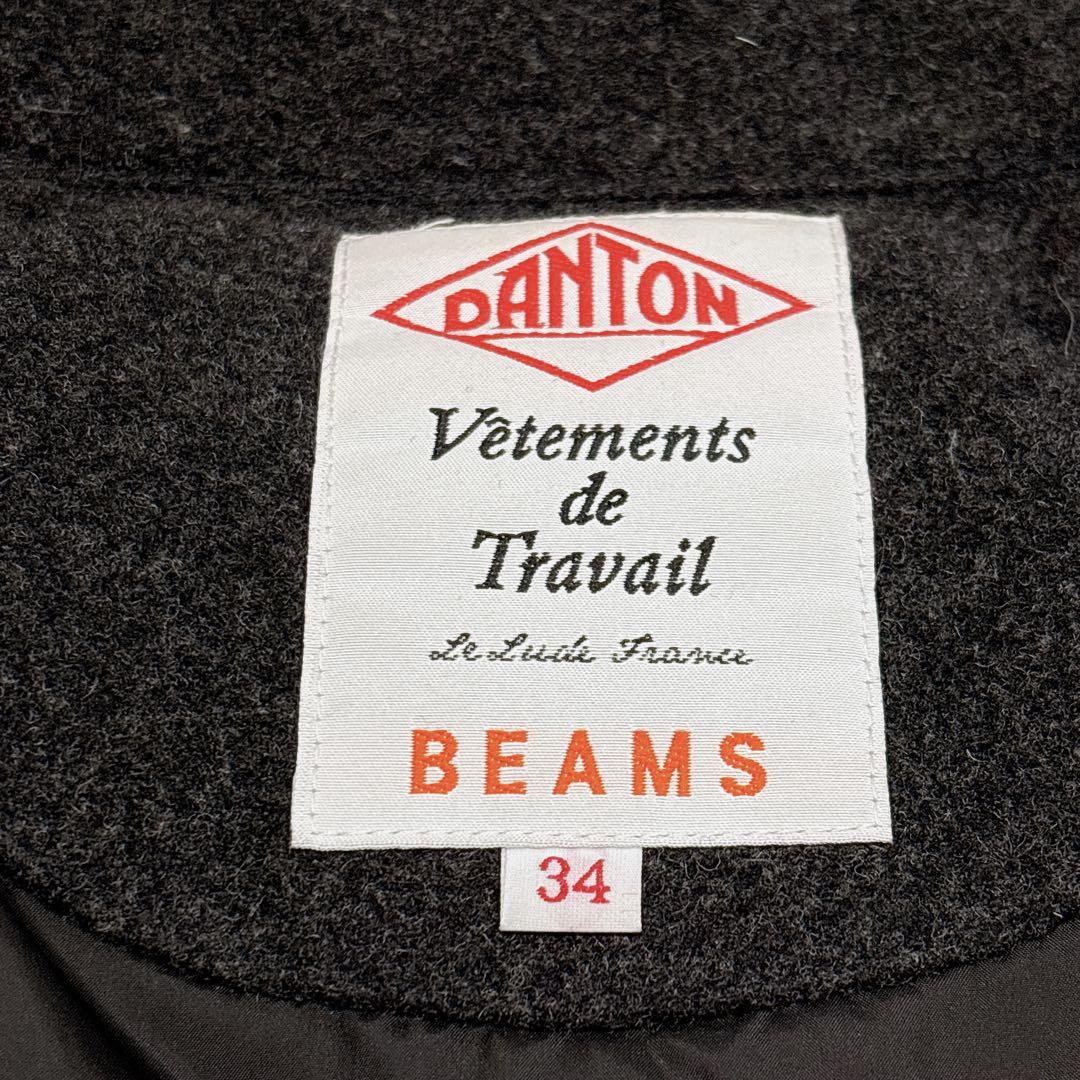 DANTON
Vêtements
de
Travail
Le Lude France
BEAMS
34